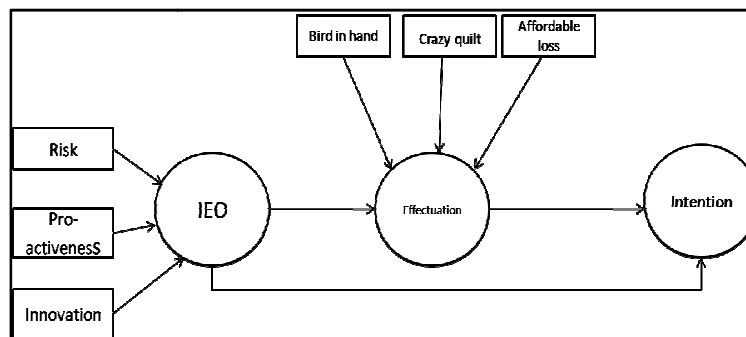 Bird in hand
Crazy quilt
Affordable
loss
Risk
Pro-
activenesS
Innovation
IEO
Effectuation
Intention